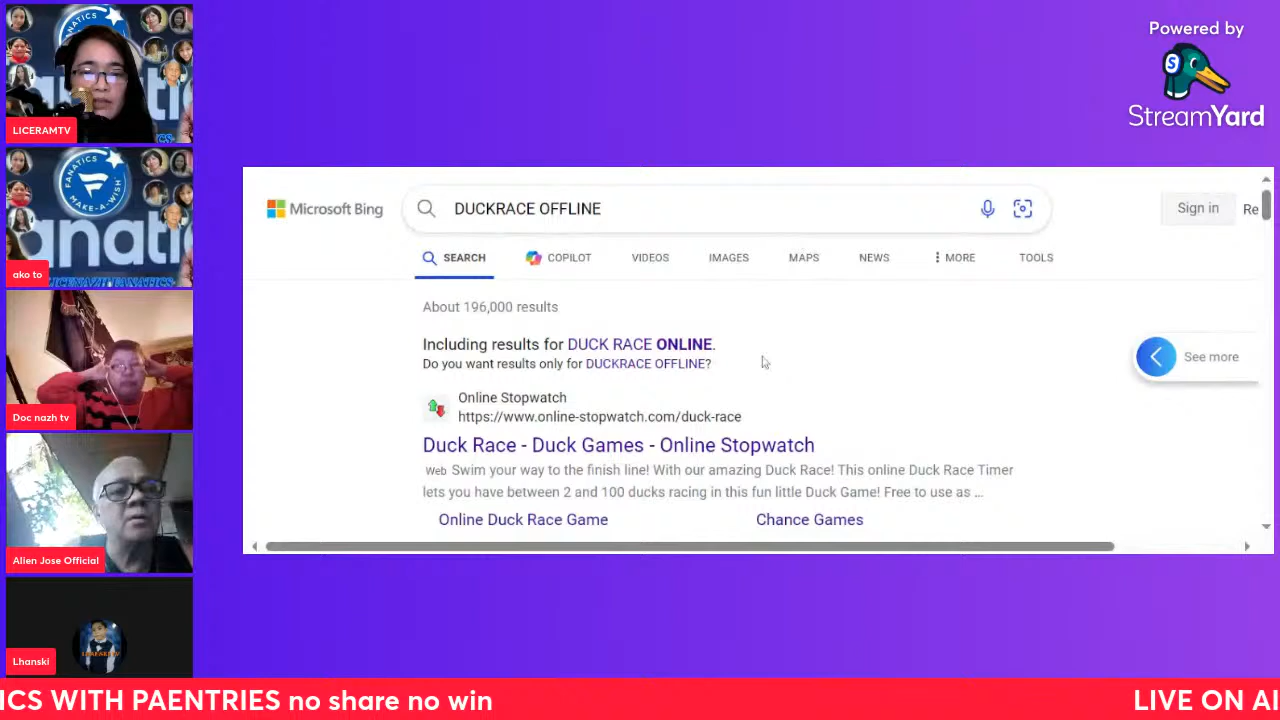 Powered by
StreamYard
FANATICS
MAKE-A-WISH
LICERAMTV
ako to
Doc nazh tv
Alien Jose Official
Lhanski
Microsoft Bing
DUCKRACE OFFLINE
Sign in
Re
SEARCH
COPILOT
VIDEOS
IMAGES
MAPS
NEWS
MORE
TOOLS
About 196,000 results
Including results for DUCK RACE ONLINE.
Do you want results only for DUCKRACE OFFLINE?
See more
Online Stopwatch
https://www.online-stopwatch.com/duck-race
Duck Race - Duck Games - Online Stopwatch
Web Swim your way to the finish line! With our amazing Duck Race! This online Duck Race Timer
lets you have between 2 and 100 ducks racing in this fun little Duck Game! Free to use as ...
Online Duck Race Game
Chance Games
ICS WITH PAENTRIES no share no win
LIVE ON AI